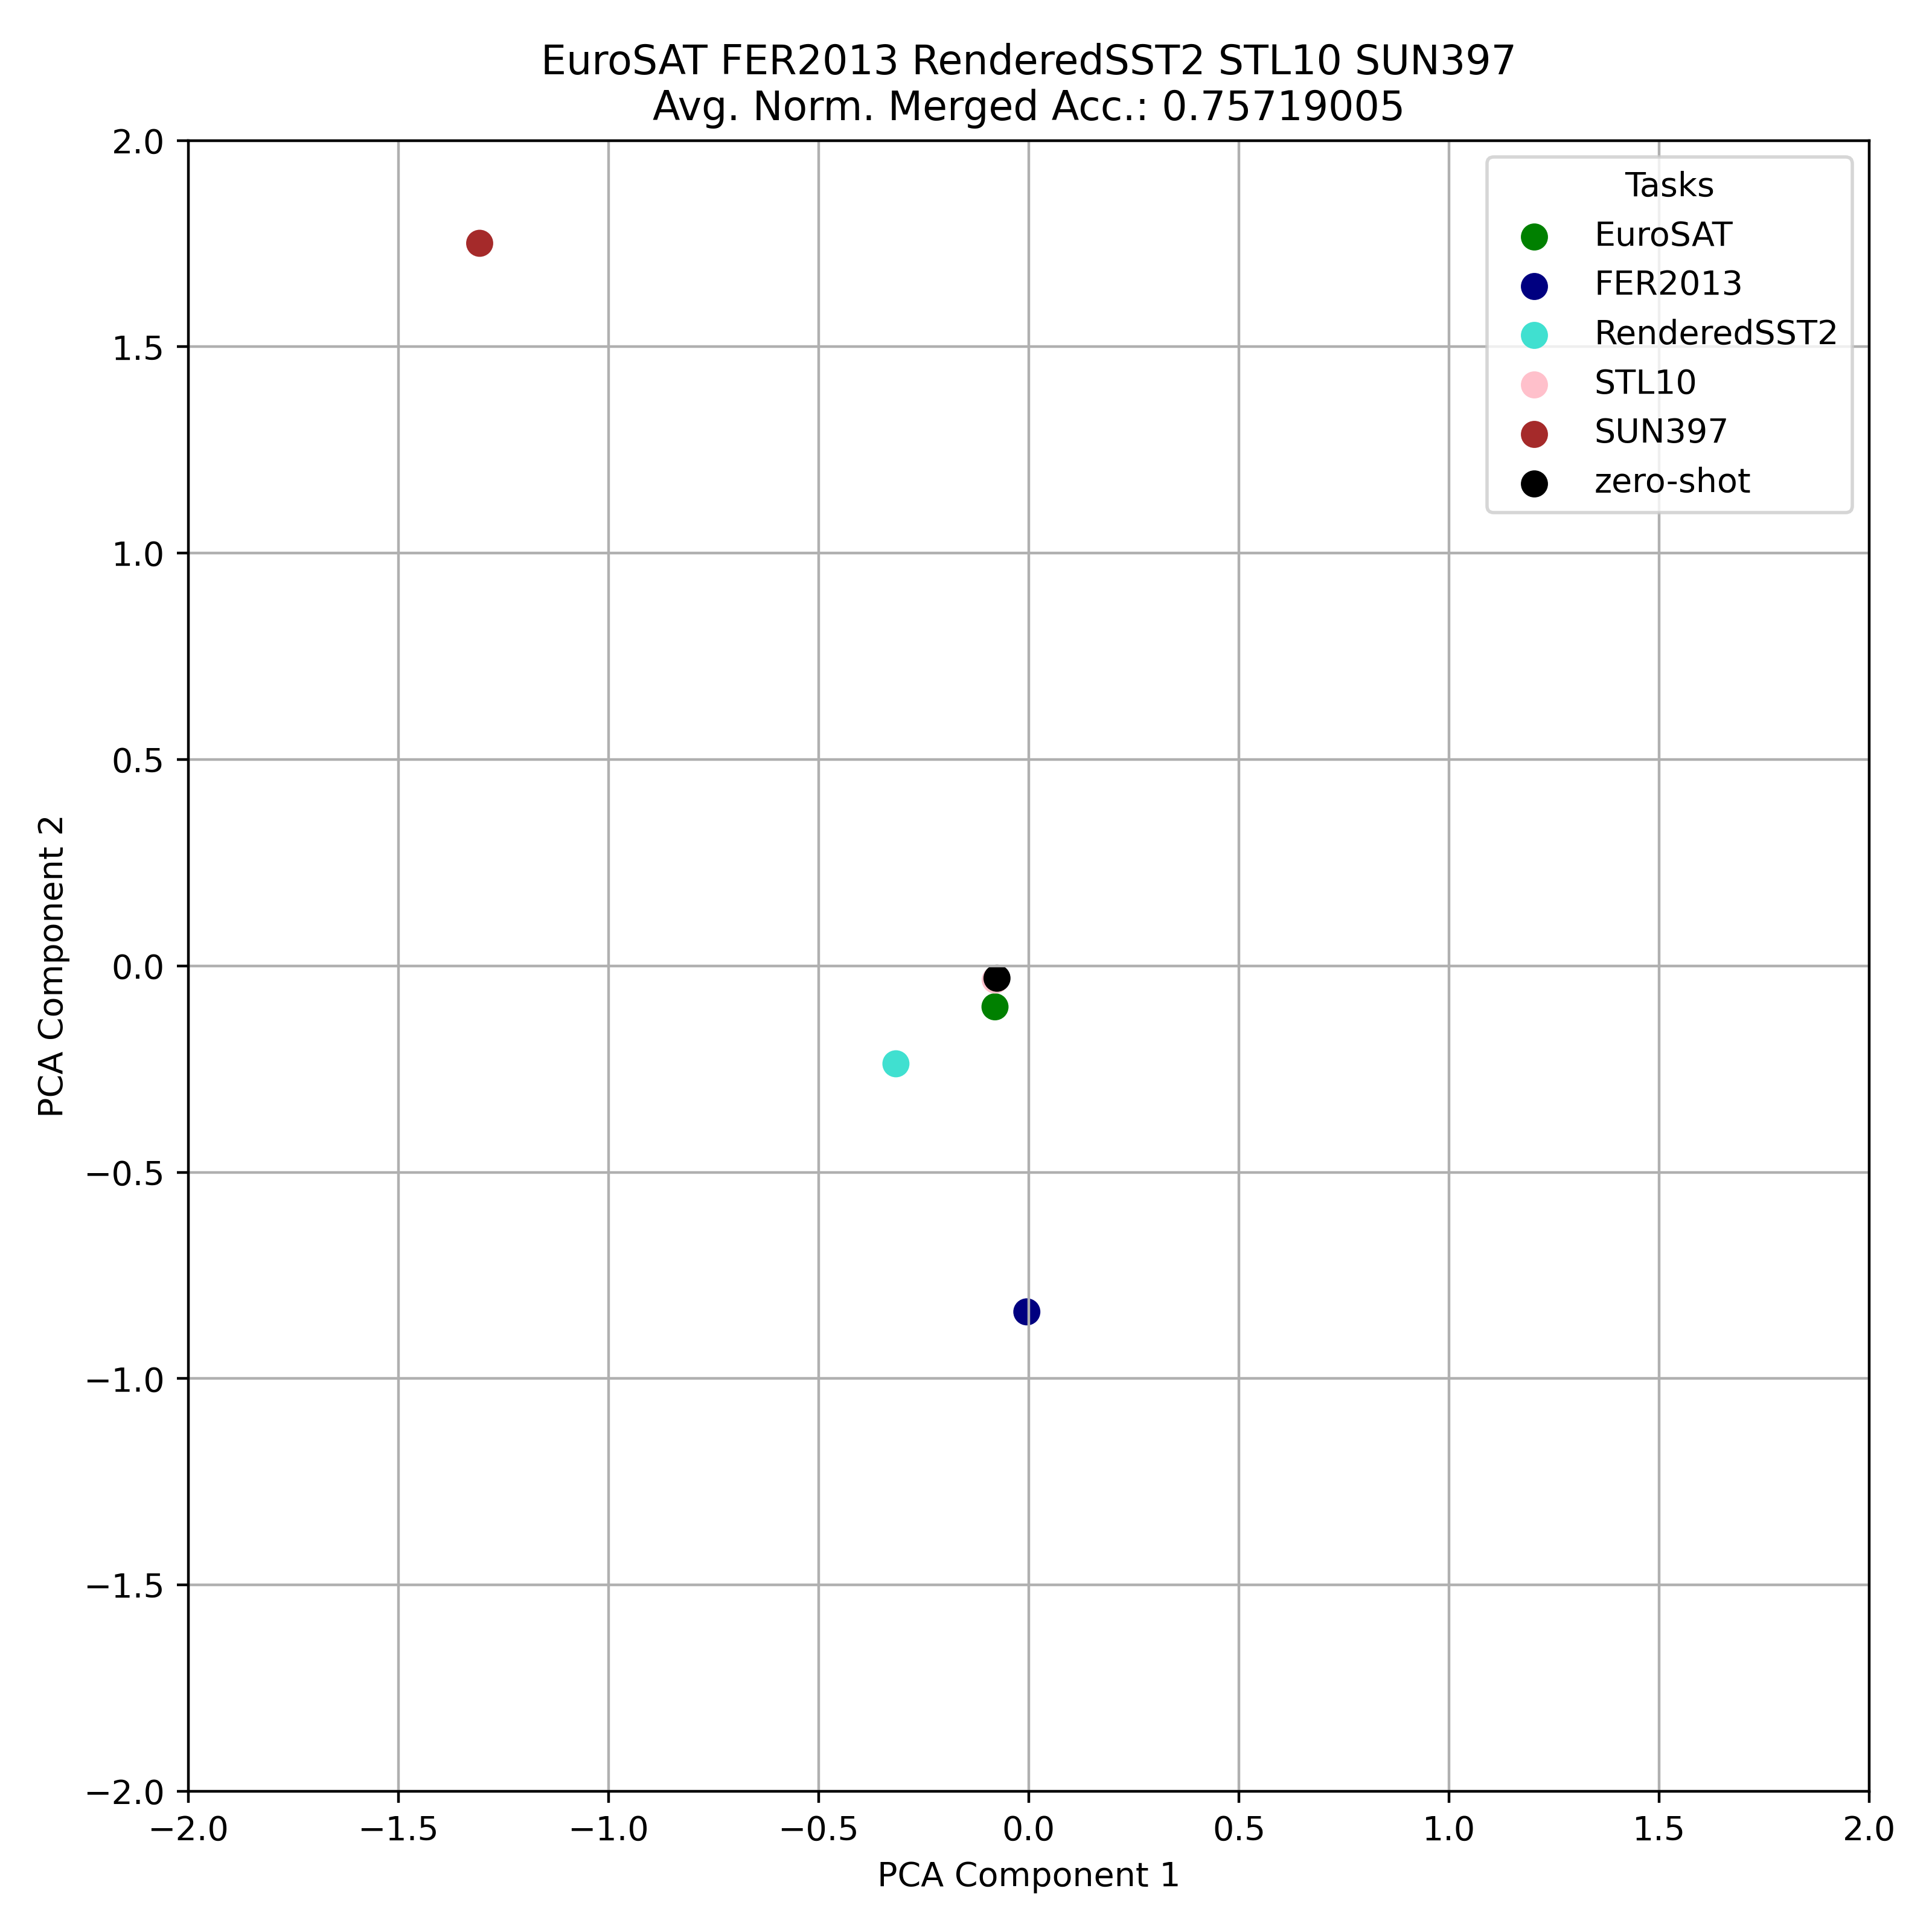 EuroSAT FER2013 RenderedSST2 STL10 SUN397
Avg. Norm. Merged Acc.: 0.75719005
Tasks
EuroSAT
FER2013
RenderedSST2
STL10
SUN397
zero-shot
PCA Component 2
2.0
1.5
1.0
0.5
0.0
−0.5
−1.0
−1.5
−2.0
−2.0 −1.5 −1.0 −0.5 0.0 0.5 1.0 1.5 2.0
PCA Component 1